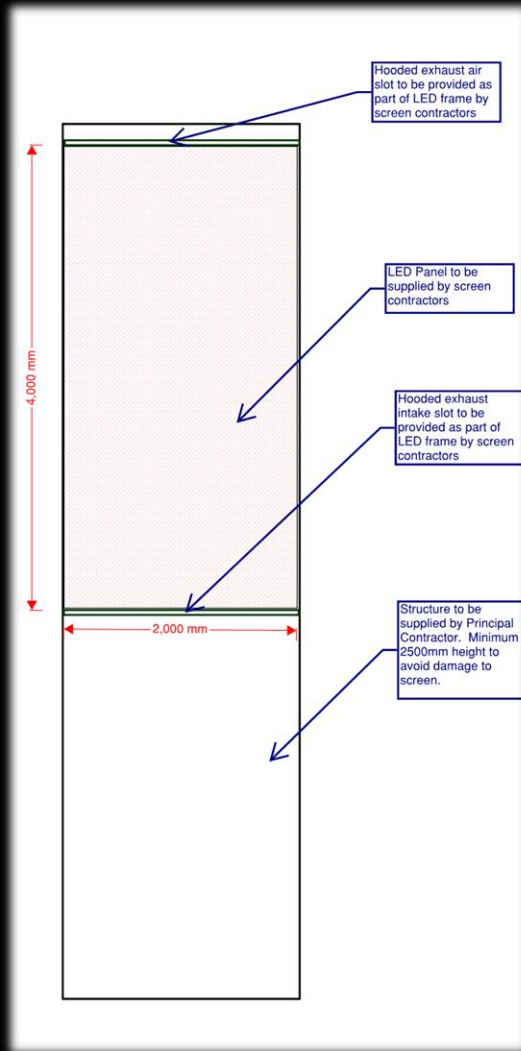 Hooded exhaust air
slot to be provided as
part of LED frame by
screen contractors
LED Panel to be
supplied by screen
contractors
4,000 mm
Hooded exhaust
intake slot to be
provided as part of
LED frame by screen
contractors
2,000 mm
Structure to be
supplied by Principal
Contractor. Minimum
2500mm height to
avoid damage to
screen.